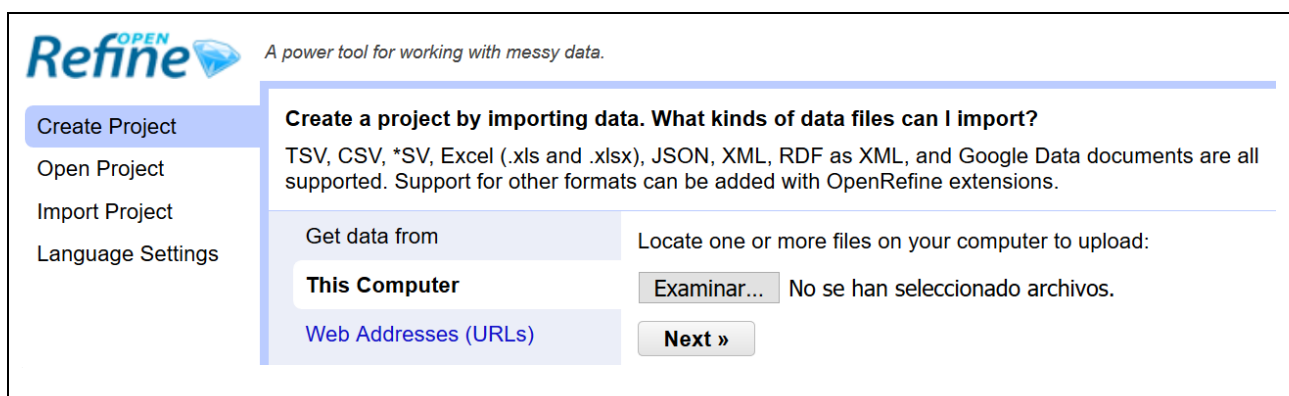 OPEN
Refine
A power tool for working with messy data.
Create Project
Open Project
Import Project
Language Settings
Create a project by importing data. What kinds of data files can I import?
TSV, CSV, *SV, Excel (.xls and .xlsx), JSON, XML, RDF as XML, and Google Data documents are all
supported. Support for other formats can be added with OpenRefine extensions.
Get data from
This Computer
Web Addresses (URLs)
Locate one or more files on your computer to upload:
Examinar... No se han seleccionado archivos.
Next »